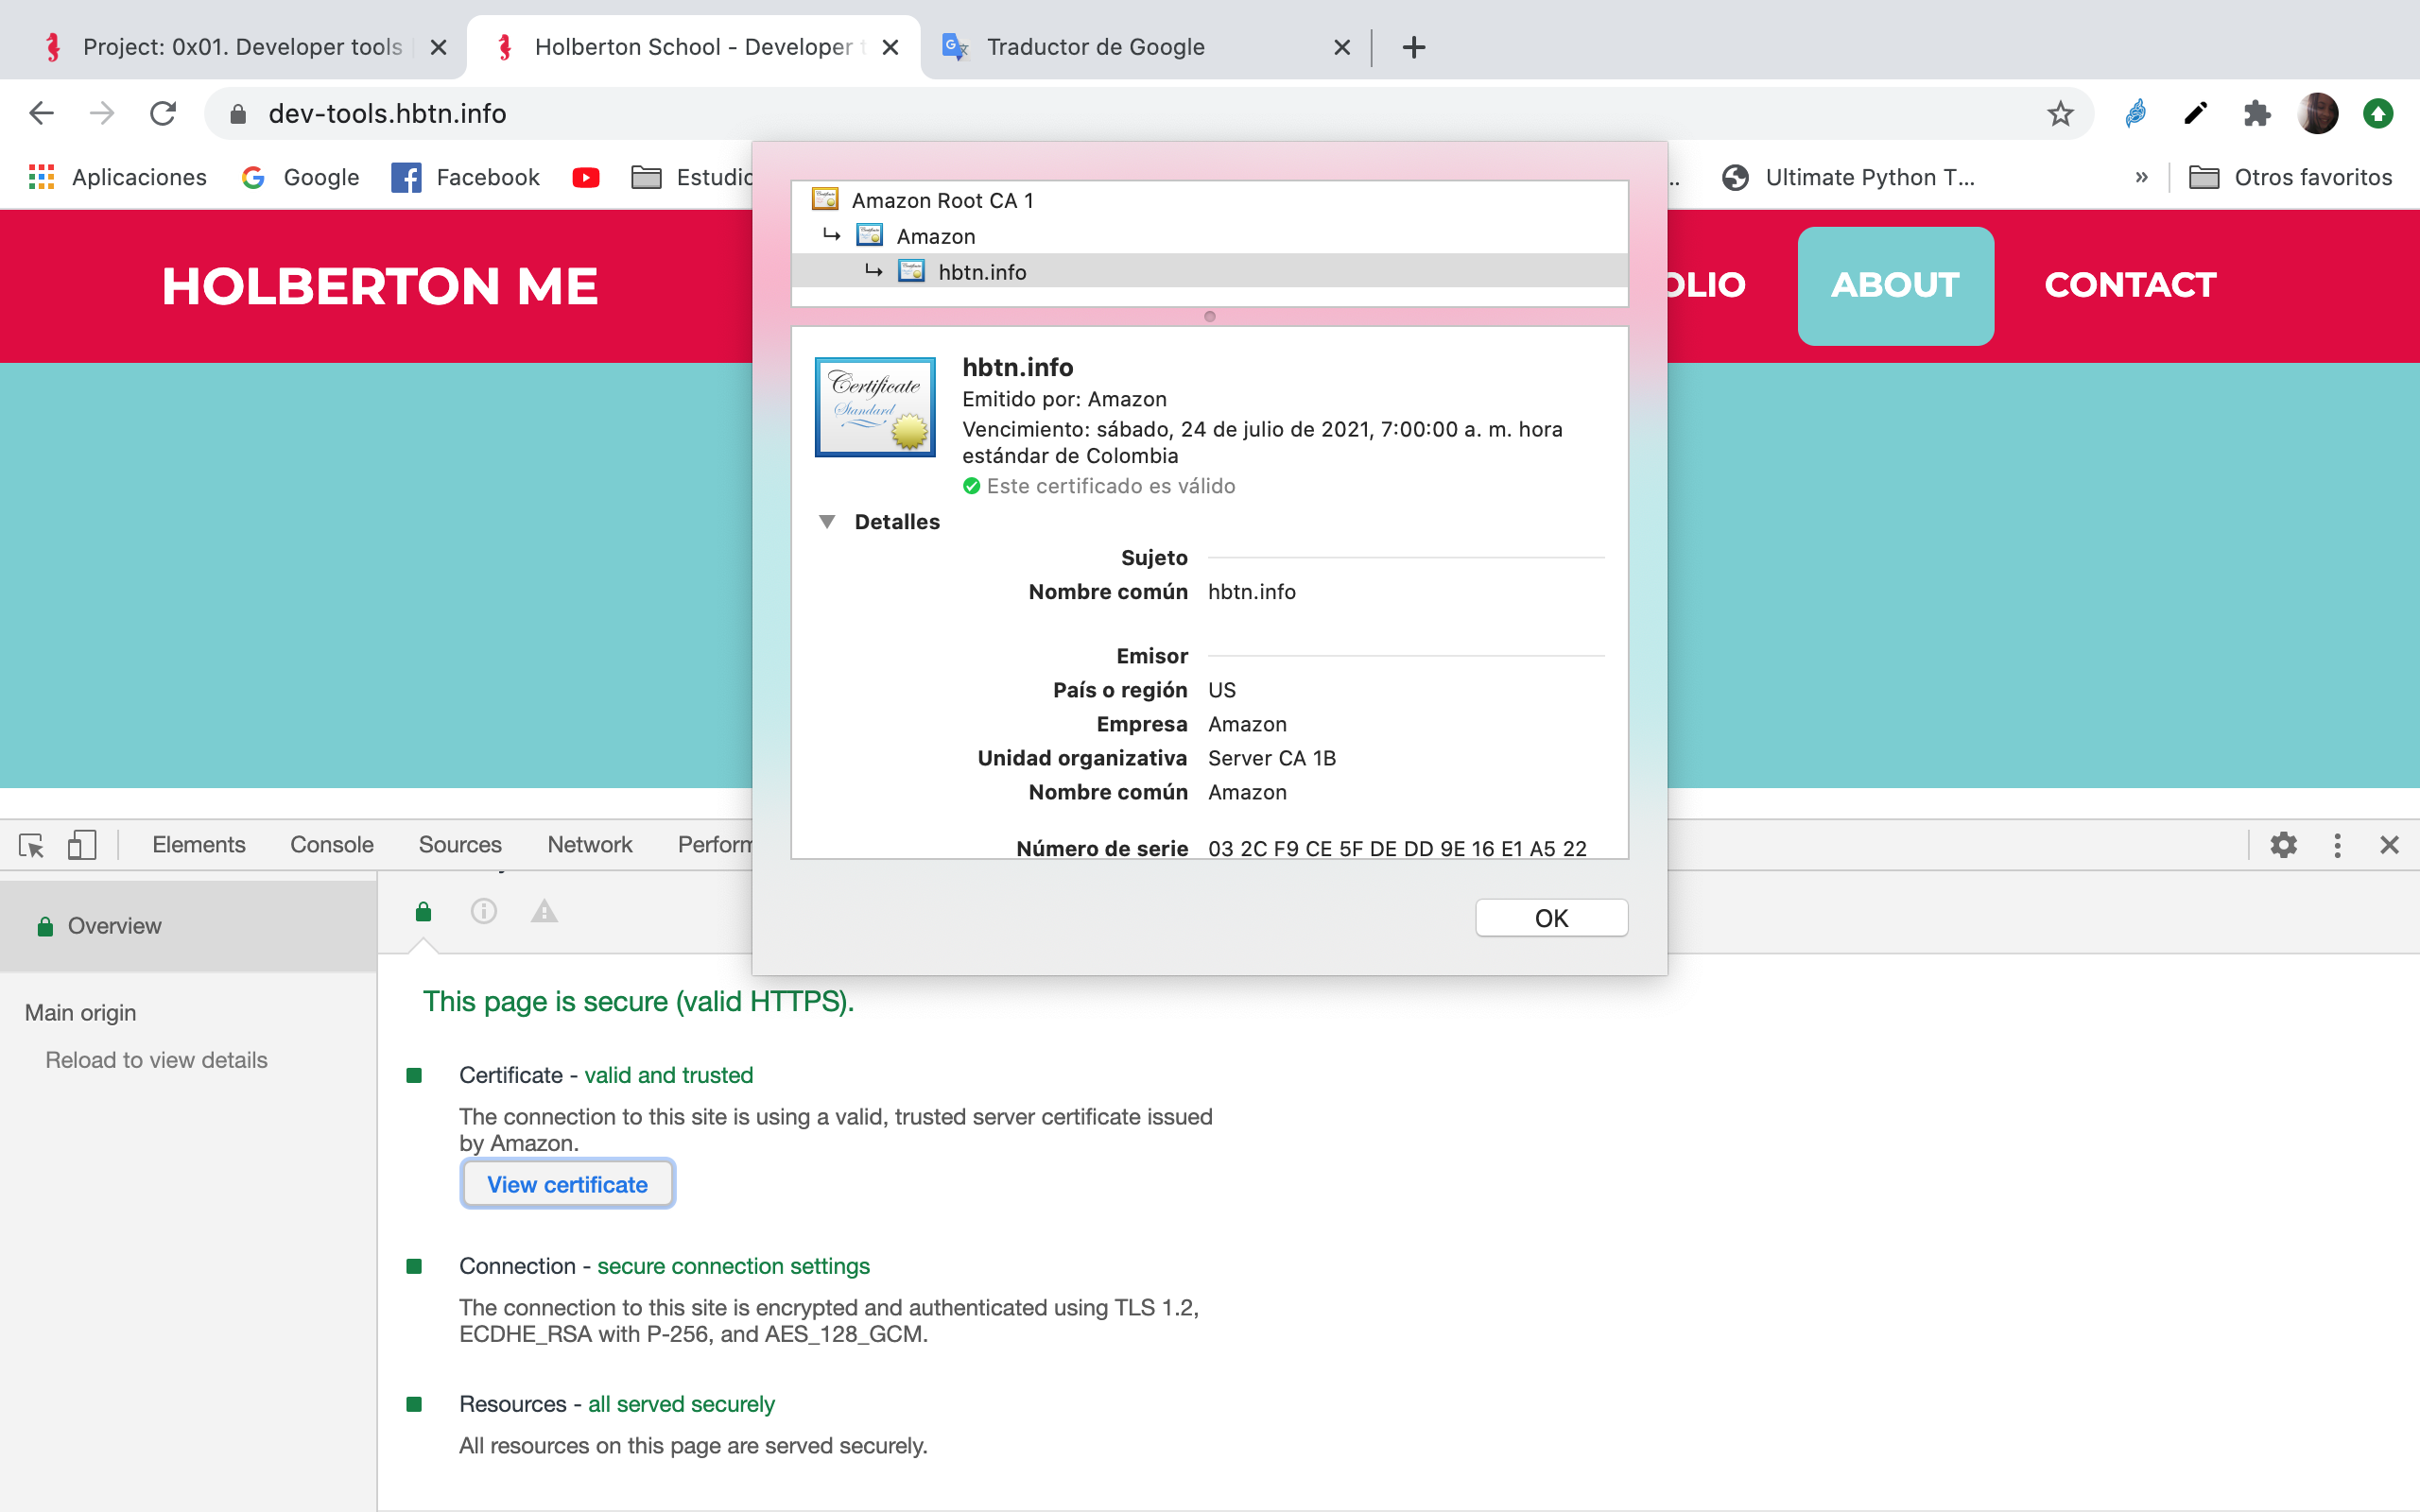 Project: 0x01. Developer tools
Holberton School - Developer t
Traductor de Google
dev-tools.hbtn.info
Aplicaciones
Google
Facebook
Estudio
Ultimate Python T...
»
Otros favoritos
HOLBERTON ME
OLIO
ABOUT
CONTACT
Amazon Root CA 1
Amazon
hbtn.info
Certificate
Standard
hbtn.info
Emitido por: Amazon
Vencimiento: sábado, 24 de julio de 2021, 7:00:00 a. m. hora
estándar de Colombia
Este certificado es válido
Detalles
Sujeto
Nombre común hbtn.info
Emisor
País o región US
Empresa Amazon
Unidad organizativa Server CA 1B
Nombre común Amazon
Número de serie 03 2C F9 CE 5F DE DD 9E 16 E1 A5 22
OK
Elements
Console
Sources
Network
Perform
Overview
Main origin
Reload to view details
This page is secure (valid HTTPS).
Certificate - valid and trusted
The connection to this site is using a valid, trusted server certificate issued
by Amazon.
View certificate
Connection - secure connection settings
The connection to this site is encrypted and authenticated using TLS 1.2,
ECDHE_RSA with P-256, and AES_128_GCM.
Resources - all served securely
All resources on this page are served securely.